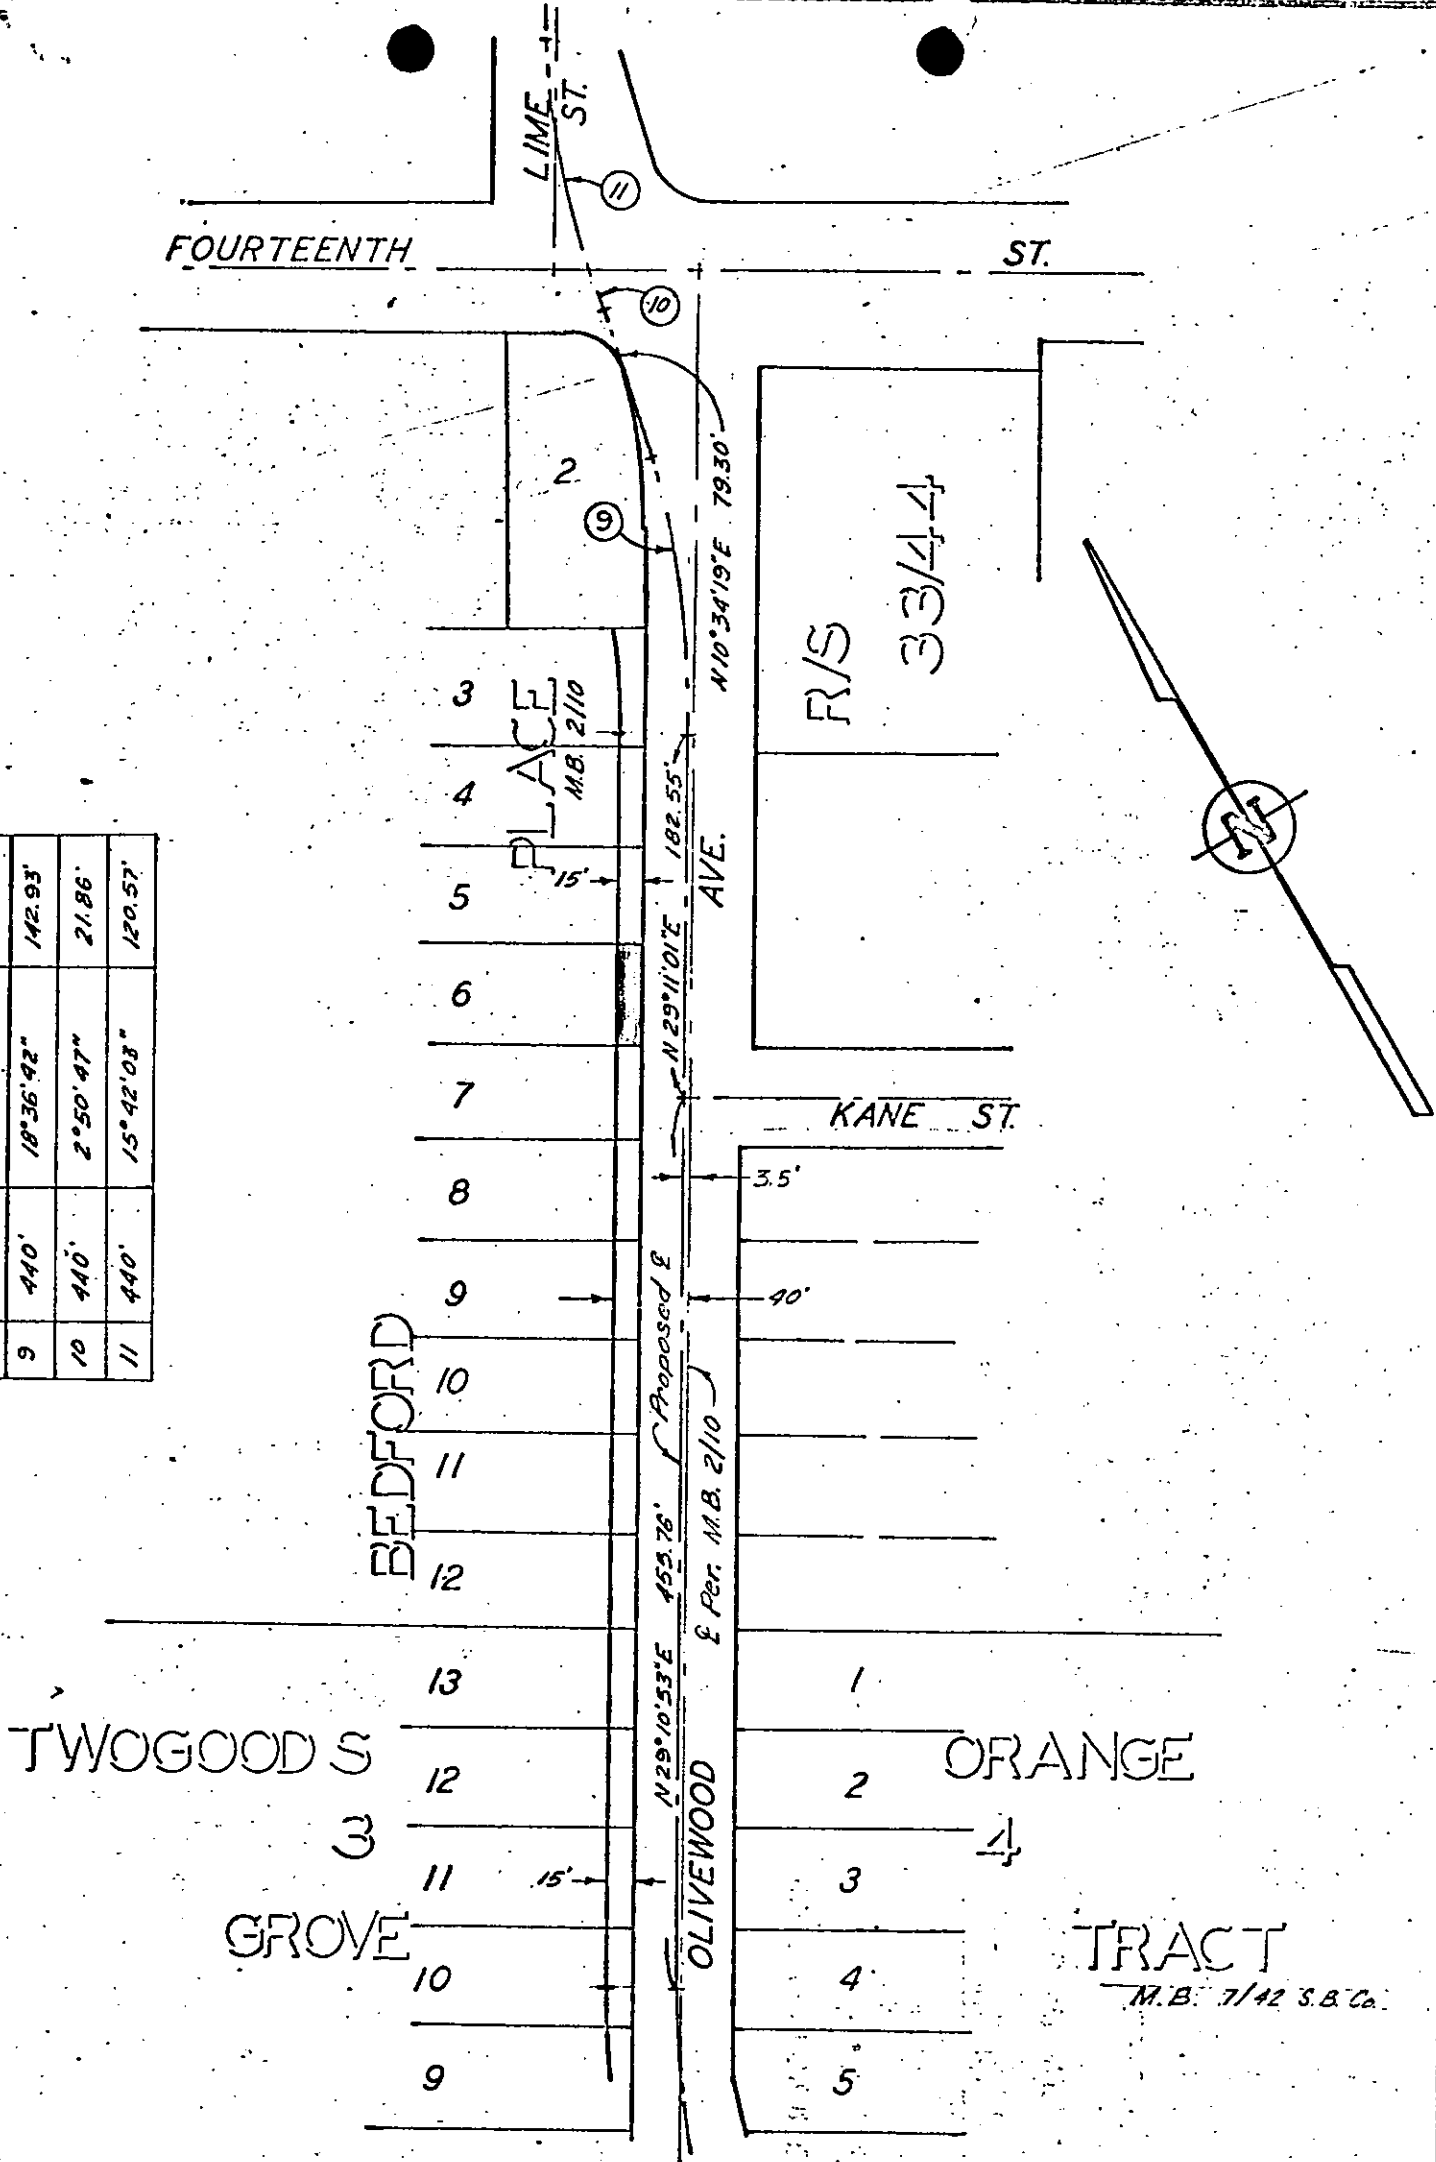 LIME
ST.
11
FOURTEENTH ST.
10
2
9
N10°34'19"E 79.30'
R/S
33/44
3
PLACE
M.B. 2/10
4
182.55'
N29°11'01"E
AVE.
15'
5
6
N
7
KANE ST.
8
3.5'
9
40'
Proposed ℄
BEDFORD
10
11
℄ Per. M.B. 2/10
12
N29°10'53"E 453.76'
9 440' 18°36'42" 142.93'
10 440' 2°50'47" 21.86'
11 440' 15°42'03" 120.57'
13
1
TWOGOODS
ORANGE
12
2
3
4
11
15'
3
OLIVEWOOD
GROVE
TRACT
10
4
M.B. 7/42 S.B. Co.
9
5